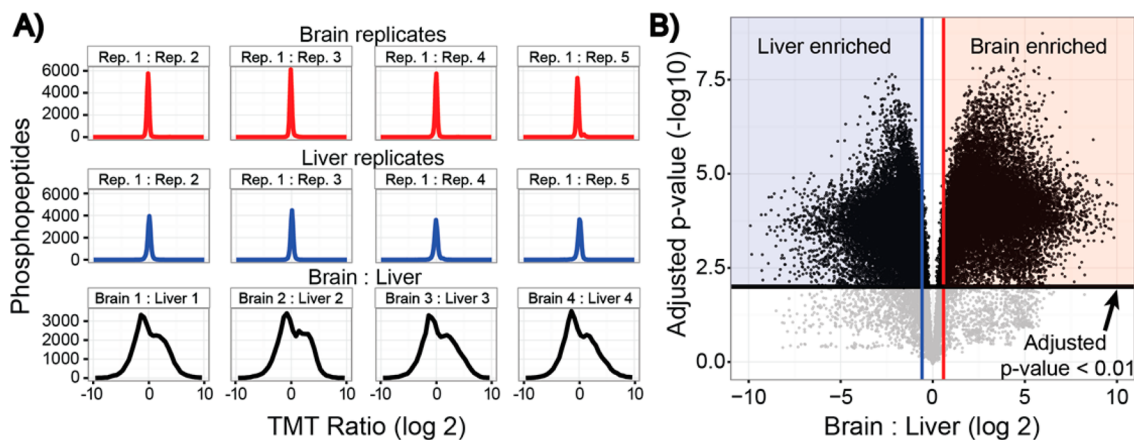 A)
Brain replicates
Rep. 1 : Rep. 2 Rep. 1 : Rep. 3 Rep. 1 : Rep. 4 Rep. 1 : Rep. 5
6000
4000
2000
0
Liver replicates
Rep. 1 : Rep. 2 Rep. 1 : Rep. 3 Rep. 1 : Rep. 4 Rep. 1 : Rep. 5
6000
4000
2000
0
Brain : Liver
Brain 1 : Liver 1 Brain 2 : Liver 2 Brain 3 : Liver 3 Brain 4 : Liver 4
3000
2000
1000
0
-10 0 10 -10 0 10 -10 0 10 -10 0 10
Phosphopeptides
TMT Ratio (log 2)
B)
Liver enriched Brain enriched
7.5
5.0
2.5
0.0
Adjusted p-value (-log10)
Adjusted
p-value < 0.01
−10 −5 0 5 10
Brain : Liver (log 2)